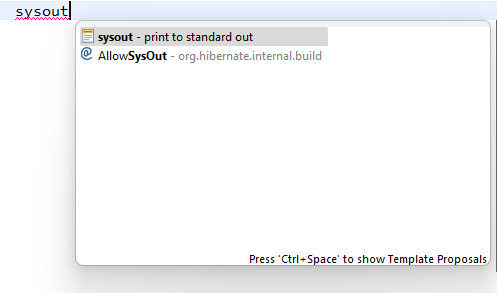 sysout
sysout - print to standard out
@ AllowSysOut - org.hibernate.internal.build
Press 'Ctrl+Space' to show Template Proposals